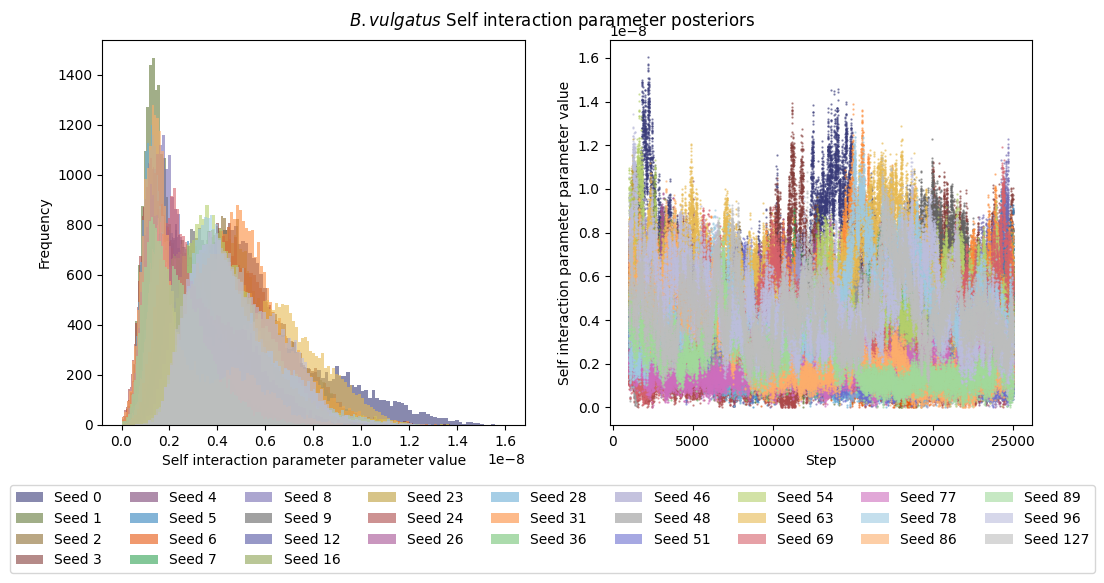 B. vulgatus Self interaction parameter posteriors
1e−8
1400
1200
1000
800
600
400
200
0
Frequency
0.0 0.2 0.4 0.6 0.8 1.0 1.2 1.4 1.6
Self interaction parameter parameter value 1e−8
1.6
1.4
1.2
1.0
0.8
0.6
0.4
0.2
0.0
Self interaction parameter value
0 5000 10000 15000 20000 25000
Step
Seed 0 Seed 4 Seed 8 Seed 23 Seed 28 Seed 46 Seed 54 Seed 77 Seed 89
Seed 1 Seed 5 Seed 9 Seed 24 Seed 31 Seed 48 Seed 63 Seed 78 Seed 96
Seed 2 Seed 6 Seed 12 Seed 26 Seed 36 Seed 51 Seed 69 Seed 86 Seed 127
Seed 3 Seed 7 Seed 16